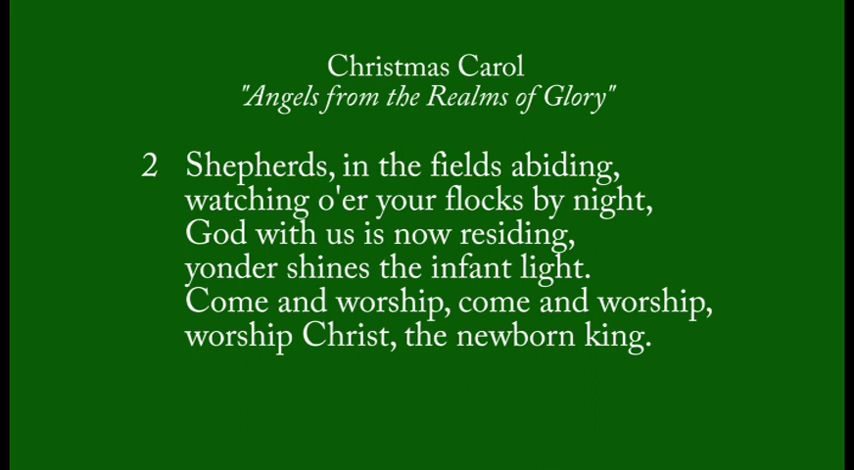 Christmas Carol
"Angels from the Realms of Glory"
2 Shepherds, in the fields abiding,
watching o'er your flocks by night,
God with us is now residing,
yonder shines the infant light.
Come and worship, come and worship,
worship Christ, the newborn king.